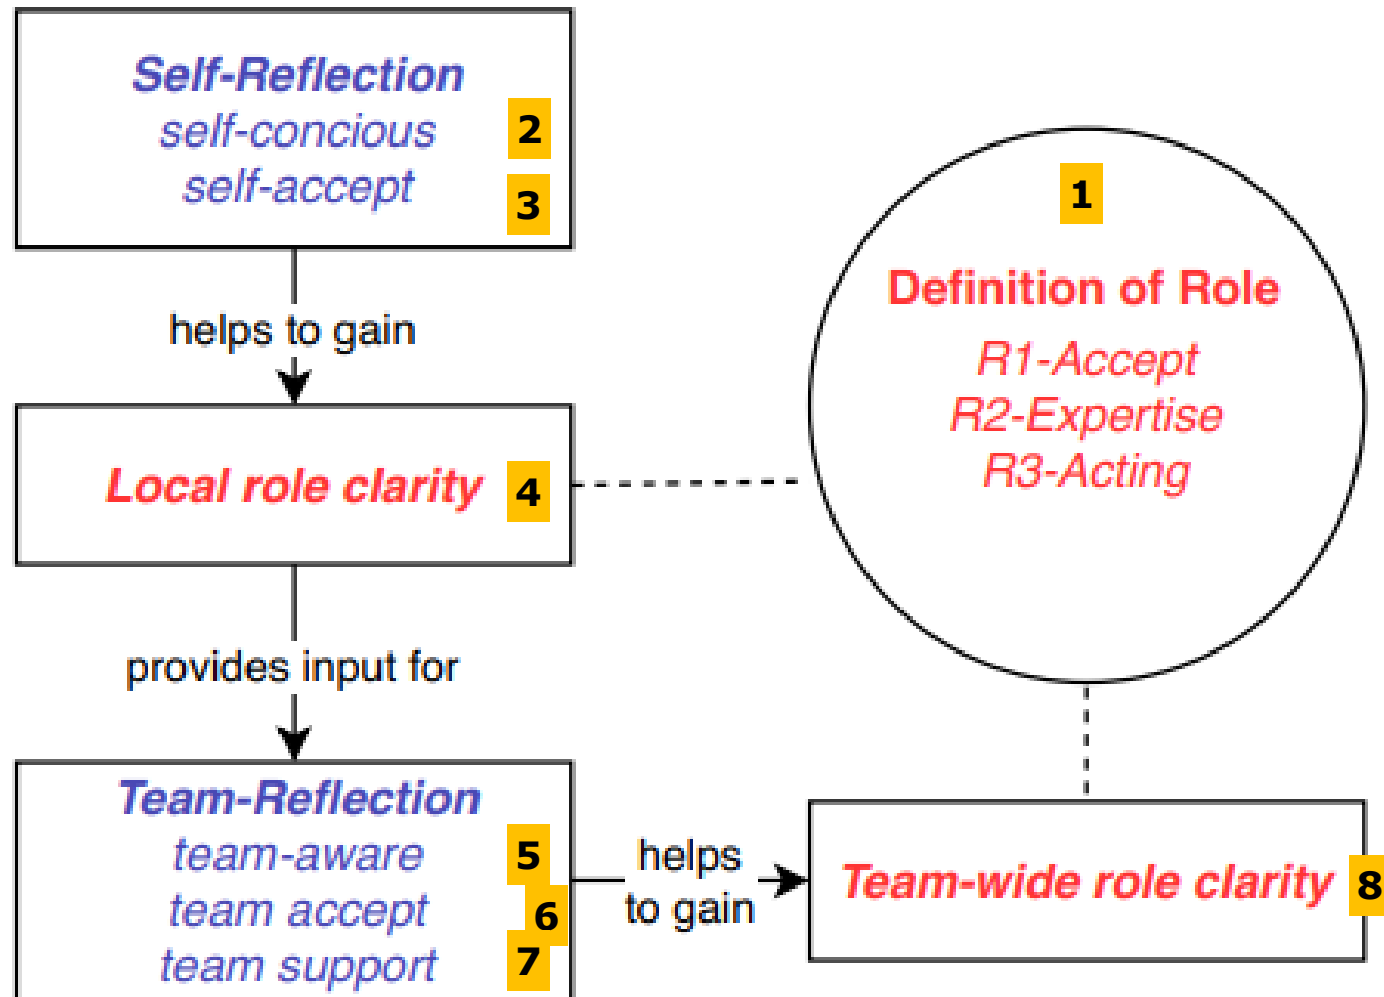 Self-Reflection
self-concious 2
self-accept 3
helps to gain
Local role clarity 4
provides input for
Team-Reflection
team-aware 5
team accept 6
team support 7
helps
to gain
1
Definition of Role
R1-Accept
R2-Expertise
R3-Acting
Team-wide role clarity 8